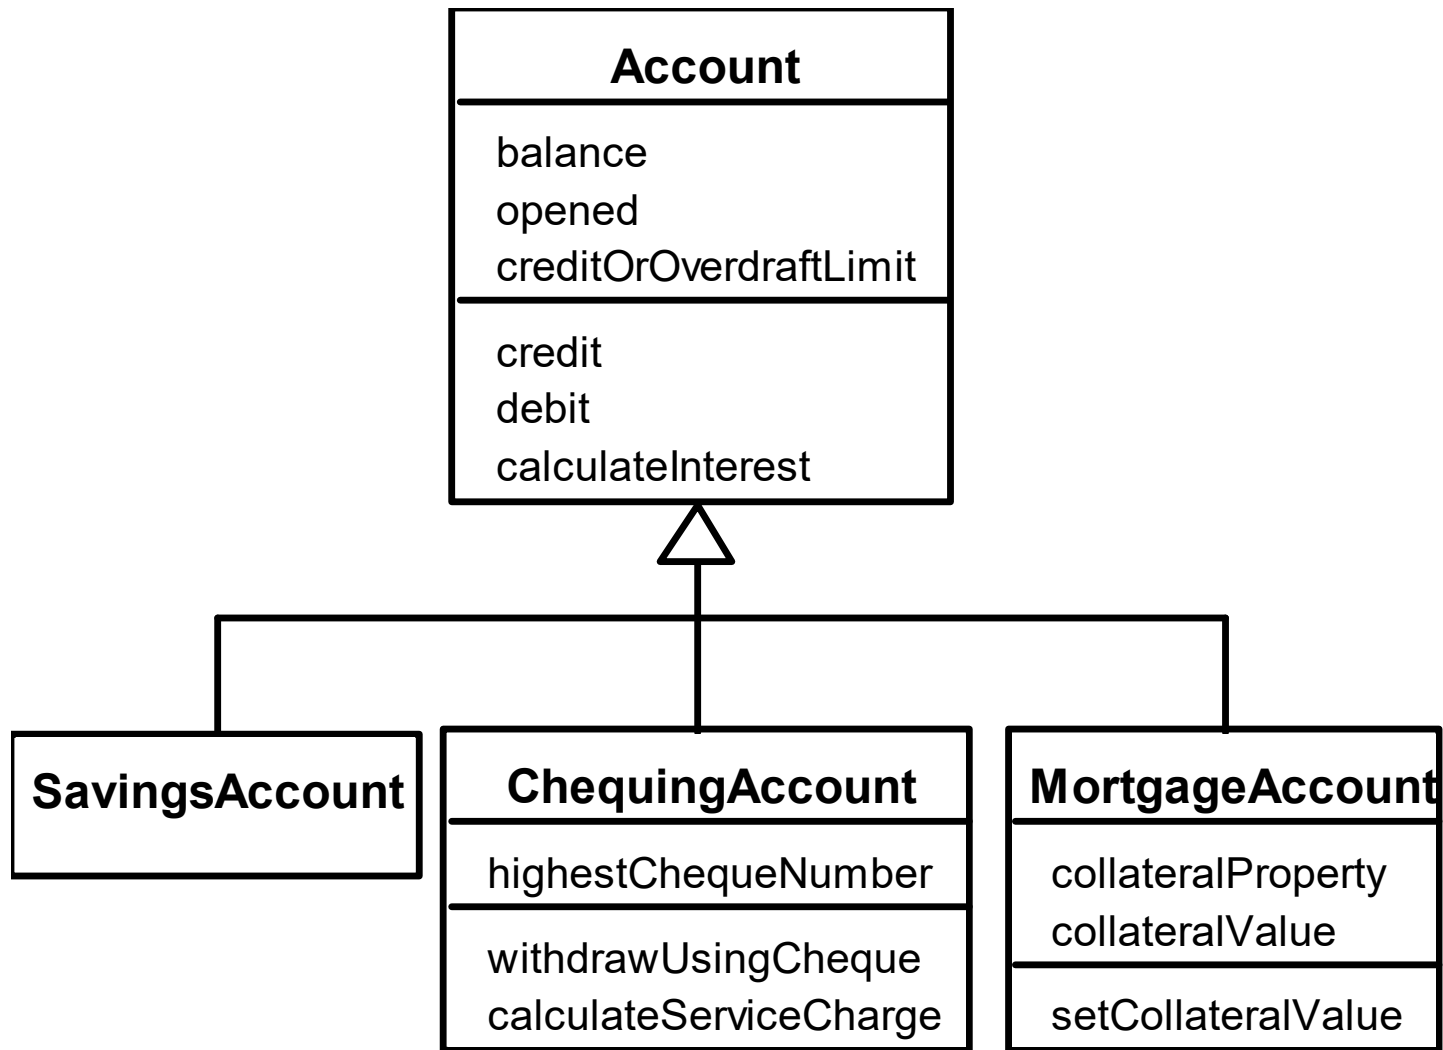 Account
balance
opened
creditOrOverdraftLimit
credit
debit
calculateInterest
SavingsAccount
ChequingAccount
highestChequeNumber
withdrawUsingCheque
calculateServiceCharge
MortgageAccount
collateralProperty
collateralValue
setCollateralValue